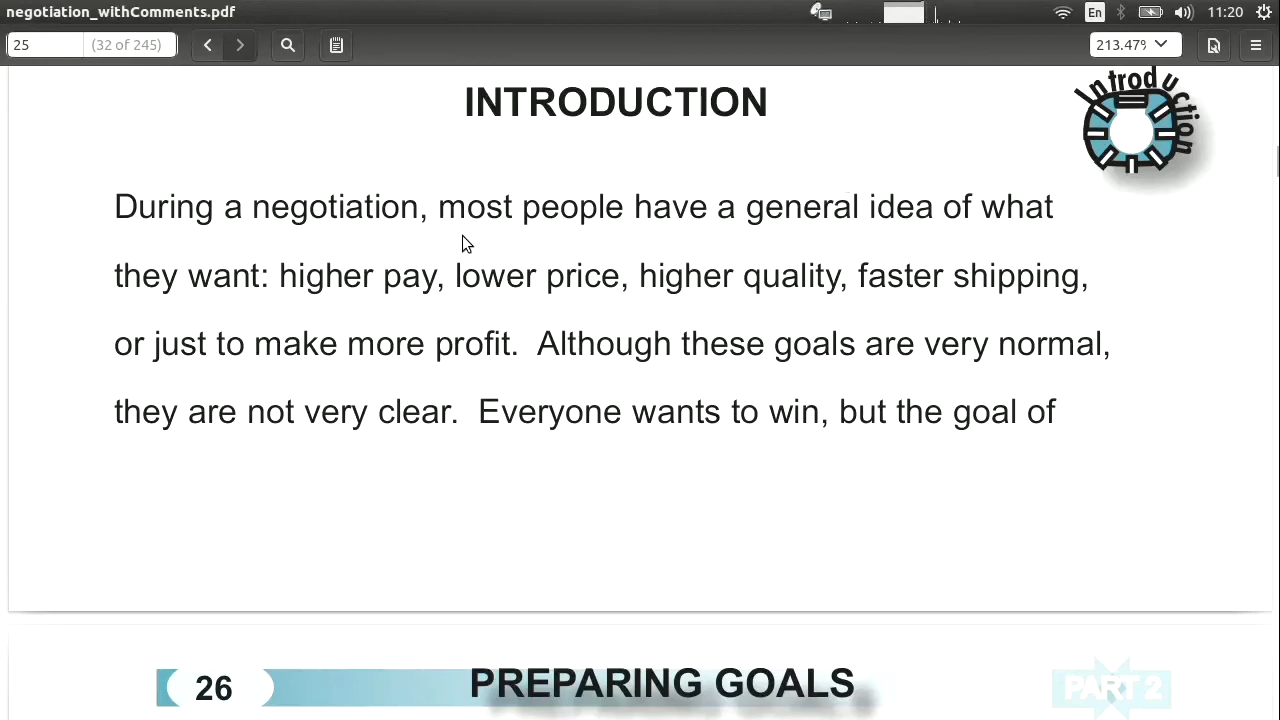 negotiation_withComments.pdf
En
11:20
25
(32 of 245)
213.47%
INTRODUCTION
Introduction
During a negotiation, most people have a general idea of what
they want: higher pay, lower price, higher quality, faster shipping,
or just to make more profit.  Although these goals are very normal,
they are not very clear.  Everyone wants to win, but the goal of
26
PREPARING GOALS
PART 2